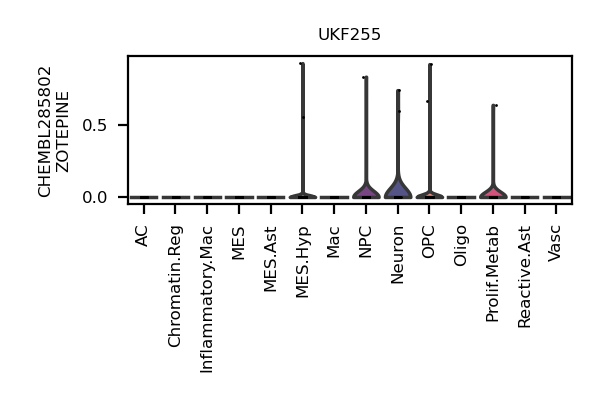 UKF255
CHEMBL285802
ZOTEPINE
0.5
0.0
AC
Chromatin.Reg
Inflammatory.Mac
MES
MES.Ast
MES.Hyp
Mac
NPC
Neuron
OPC
Oligo
Prolif.Metab
Reactive.Ast
Vasc